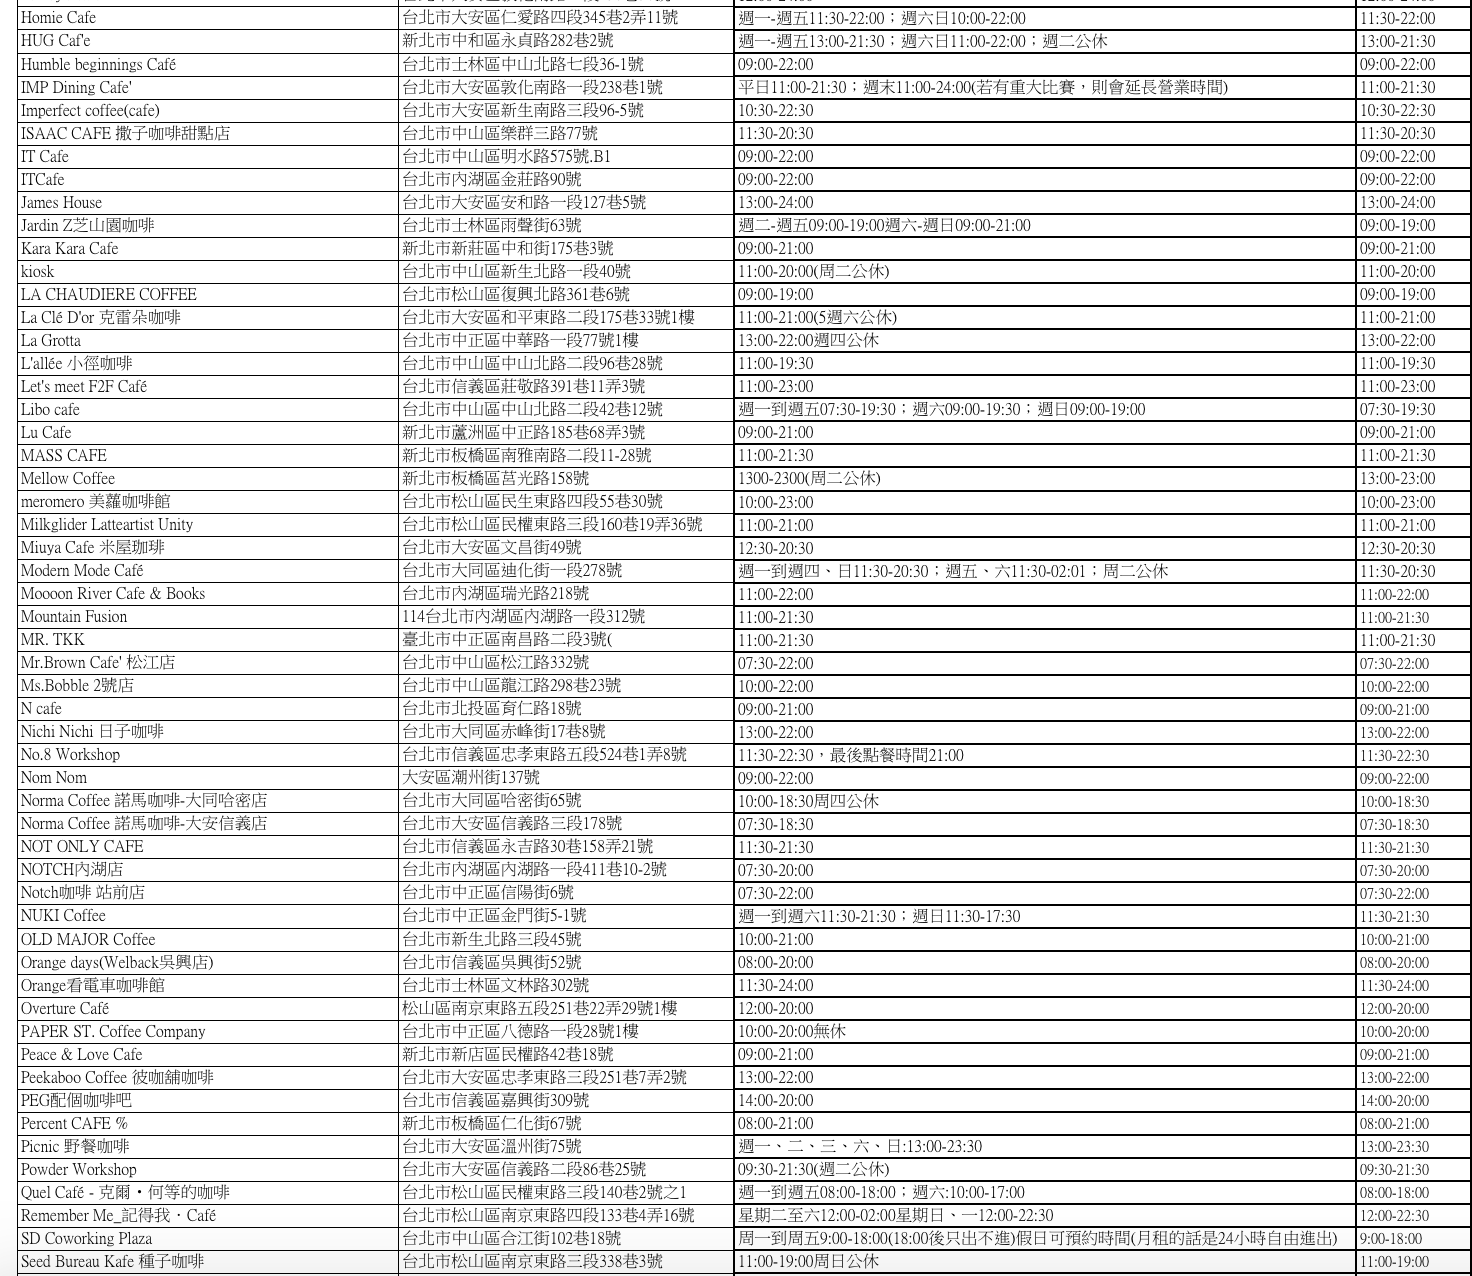 Homie Cafe 台北市大安區仁愛路四段345巷2弄11號 週一-週五11:30-22:00；週六日10:00-22:00 11:30-22:00
HUG Caf'e 新北市中和區永貞路282巷2號 週一-週五13:00-21:30；週六日11:00-22:00；週二公休 13:00-21:30
Humble beginnings Café 台北市士林區中山北路七段36-1號 09:00-22:00 09:00-22:00
IMP Dining Cafe' 台北市大安區敦化南路一段238巷1號 平日11:00-21:30；週末11:00-24:00(若有重大比賽，則會延長營業時間) 11:00-21:30
Imperfect coffee(cafe) 台北市大安區新生南路三段96-5號 10:30-22:30 10:30-22:30
ISAAC CAFE 撒子咖啡甜點店 台北市中山區樂群三路77號 11:30-20:30 11:30-20:30
IT Cafe 台北市中山區明水路575號.B1 09:00-22:00 09:00-22:00
ITCafe 台北市內湖區金莊路90號 09:00-22:00 09:00-22:00
James House 台北市大安區安和路一段127巷5號 13:00-24:00 13:00-24:00
Jardin Z芝山園咖啡 台北市士林區雨聲街63號 週二-週五09:00-19:00週六-週日09:00-21:00 09:00-19:00
Kara Kara Cafe 新北市新莊區中和街175巷3號 09:00-21:00 09:00-21:00
kiosk 台北市中山區新生北路一段40號 11:00-20:00(周二公休) 11:00-20:00
LA CHAUDIERE COFFEE 台北市松山區復興北路361巷6號 09:00-19:00 09:00-19:00
La Clé D'or 克雷朵咖啡 台北市大安區和平東路二段175巷33號1樓 11:00-21:00(5週六公休) 11:00-21:00
La Grotta 台北市中正區中華路一段77號1樓 13:00-22:00週四公休 13:00-22:00
L'allée 小徑咖啡 台北市中山區中山北路二段96巷28號 11:00-19:30 11:00-19:30
Let's meet F2F Café 台北市信義區莊敬路391巷11弄3號 11:00-23:00 11:00-23:00
Libo cafe 台北市中山區中山北路二段42巷12號 週一到週五07:30-19:30；週六09:00-19:30；週日09:00-19:00 07:30-19:30
Lu Cafe 新北市蘆洲區中正路185巷68弄3號 09:00-21:00 09:00-21:00
MASS CAFE 新北市板橋區南雅南路二段11-28號 11:00-21:30 11:00-21:30
Mellow Coffee 新北市板橋區莒光路158號 1300-2300(周二公休) 13:00-23:00
meromero 美蘿咖啡館 台北市松山區民生東路四段55巷30號 10:00-23:00 10:00-23:00
Milkglider Latteartist Unity 台北市松山區民權東路三段160巷19弄36號 11:00-21:00 11:00-21:00
Miuya Cafe 米屋珈琲 台北市大安區文昌街49號 12:30-20:30 12:30-20:30
Modern Mode Café 台北市大同區迪化街一段278號 週一到週四、日11:30-20:30；週五、六11:30-02:01；周二公休 11:30-20:30
Moooon River Cafe & Books 台北市內湖區瑞光路218號 11:00-22:00 11:00-22:00
Mountain Fusion 114台北市內湖區內湖路一段312號 11:00-21:30 11:00-21:30
MR. TKK 臺北市中正區南昌路二段3號( 11:00-21:30 11:00-21:30
Mr.Brown Cafe' 松江店 台北市中山區松江路332號 07:30-22:00 07:30-22:00
Ms.Bobble 2號店 台北市中山區龍江路298巷23號 10:00-22:00 10:00-22:00
N cafe 台北市北投區育仁路18號 09:00-21:00 09:00-21:00
Nichi Nichi 日子咖啡 台北市大同區赤峰街17巷8號 13:00-22:00 13:00-22:00
No.8 Workshop 台北市信義區忠孝東路五段524巷1弄8號 11:30-22:30，最後點餐時間21:00 11:30-22:30
Nom Nom 大安區潮州街137號 09:00-22:00 09:00-22:00
Norma Coffee 諾馬咖啡-大同哈密店 台北市大同區哈密街65號 10:00-18:30周四公休 10:00-18:30
Norma Coffee 諾馬咖啡-大安信義店 台北市大安區信義路三段178號 07:30-18:30 07:30-18:30
NOT ONLY CAFE 台北市信義區永吉路30巷158弄21號 11:30-21:30 11:30-21:30
NOTCH內湖店 台北市內湖區內湖路一段411巷10-2號 07:30-20:00 07:30-20:00
Notch咖啡 站前店 台北市中正區信陽街6號 07:30-22:00 07:30-22:00
NUKI Coffee 台北市中正區金門街5-1號 週一到週六11:30-21:30；週日11:30-17:30 11:30-21:30
OLD MAJOR Coffee 台北市新生北路三段45號 10:00-21:00 10:00-21:00
Orange days(Welback吳興店) 台北市信義區吳興街52號 08:00-20:00 08:00-20:00
Orange看電車咖啡館 台北市士林區文林路302號 11:30-24:00 11:30-24:00
Overture Café 松山區南京東路五段251巷22弄29號1樓 12:00-20:00 12:00-20:00
PAPER ST. Coffee Company 台北市中正區八德路一段28號1樓 10:00-20:00無休 10:00-20:00
Peace & Love Cafe 新北市新店區民權路42巷18號 09:00-21:00 09:00-21:00
Peekaboo Coffee 彼咖舖咖啡 台北市大安區忠孝東路三段251巷7弄2號 13:00-22:00 13:00-22:00
PEG配個咖啡吧 台北市信義區嘉興街309號 14:00-20:00 14:00-20:00
Percent CAFE % 新北市板橋區仁化街67號 08:00-21:00 08:00-21:00
Picnic 野餐咖啡 台北市大安區溫州街75號 週一、二、三、六、日:13:00-23:30 13:00-23:30
Powder Workshop 台北市大安區信義路二段86巷25號 09:30-21:30(週二公休) 09:30-21:30
Quel Café - 克爾・何等的咖啡 台北市松山區民權東路三段140巷2號之1 週一到週五08:00-18:00；週六:10:00-17:00 08:00-18:00
Remember Me_記得我．Café 台北市松山區南京東路四段133巷4弄16號 星期二至六12:00-02:00星期日、一12:00-22:30 12:00-22:30
SD Coworking Plaza 台北市中山區合江街102巷18號 周一到周五9:00-18:00(18:00後只出不進)假日可預約時間(月租的話是24小時自由進出) 9:00-18:00
Seed Bureau Kafe 種子咖啡 台北市松山區南京東路三段338巷3號 11:00-19:00周日公休 11:00-19:00